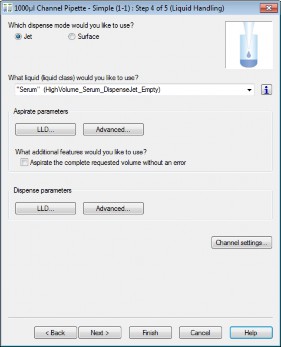 1000µl Channel Pipette - Simple (1-1) : Step 4 of 5 (Liquid Handling)
Which dispense mode would you like to use?
Jet Surface
What liquid (liquid class) would you like to use?
"Serum" (HighVolume_Serum_DispenseJet_Empty)
Aspirate parameters
LLD... Advanced...
What additional features would you like to use?
Aspirate the complete requested volume without an error
Dispense parameters
LLD... Advanced...
Channel settings...
< Back Next > Finish Cancel Help